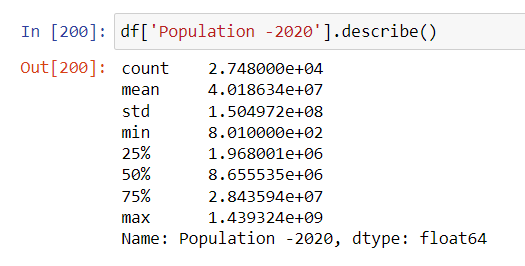 In [200]: df['Population -2020'].describe()
Out[200]: count    2.748000e+04
mean     4.018634e+07
std      1.504972e+08
min      8.010000e+02
25%      1.968001e+06
50%      8.655535e+06
75%      2.843594e+07
max      1.439324e+09
Name: Population -2020, dtype: float64